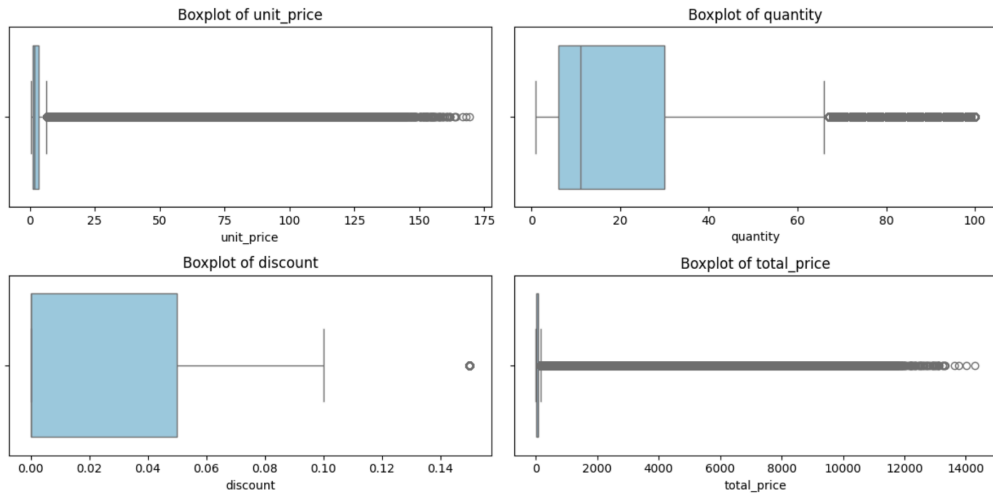 Boxplot of unit_price
0 25 50 75 100 125 150 175
unit_price
Boxplot of quantity
0 20 40 60 80 100
quantity
Boxplot of discount
0.00 0.02 0.04 0.06 0.08 0.10 0.12 0.14
discount
Boxplot of total_price
0 2000 4000 6000 8000 10000 12000 14000
total_price